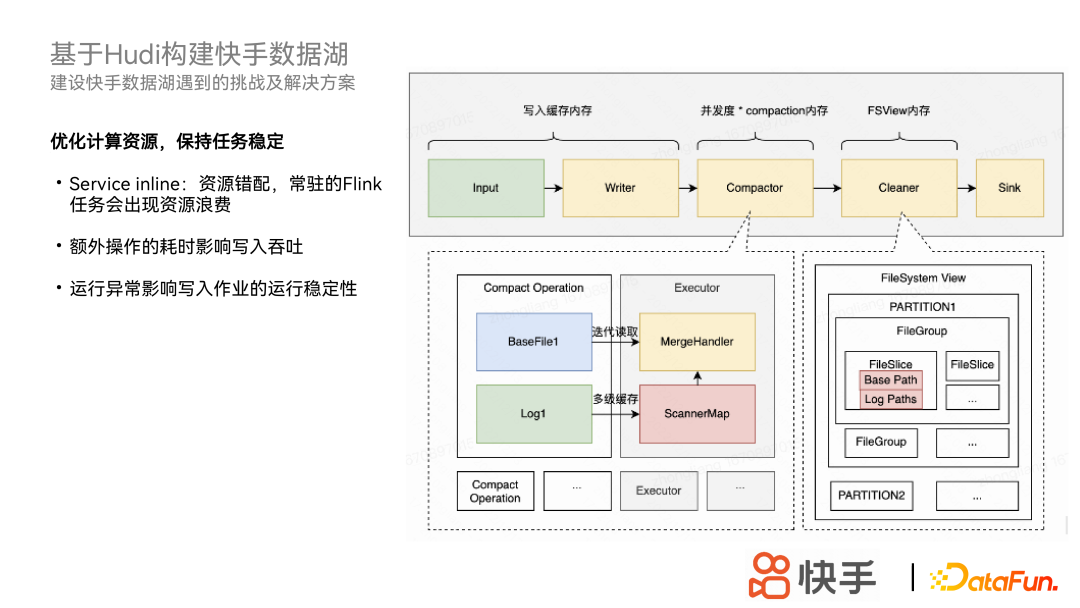 基于Hudi构建快手数据湖
建设快手数据湖遇到的挑战及解决方案
优化计算资源，保持任务稳定
• Service inline：资源错配，常驻的Flink
任务会出现资源浪费
• 额外操作的耗时影响写入吞吐
• 运行异常影响写入作业的运行稳定性
写入缓存内存
并发度 * compaction内存
FSView内存
Input
Writer
Compactor
Cleaner
Sink
Compact Operation
Executor
BaseFile1
迭代读取
MergeHandler
Log1
多级缓存
ScannerMap
Compact
Operation
...
Executor
...
FileSystem View
PARTITION1
FileGroup
FileSlice
Base Path
Log Paths
FileSlice
...
FileGroup
...
PARTITION2
...
快手
DataFun.